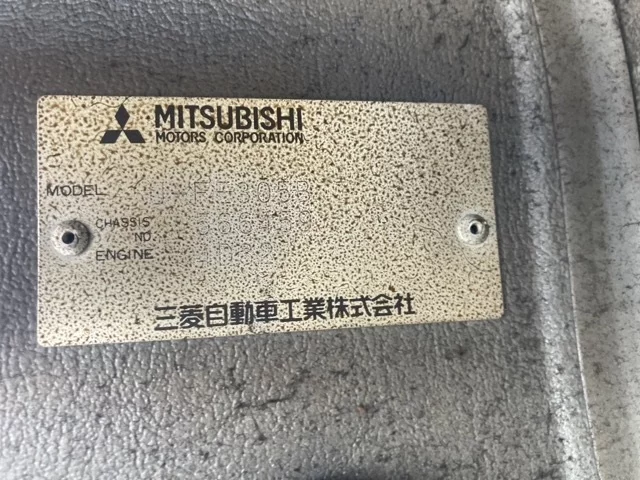 MITSUBISHI
MOTORS CORPORATION
MODEL
CHASSIS
NO.
ENGINE
三菱自動車工業株式会社